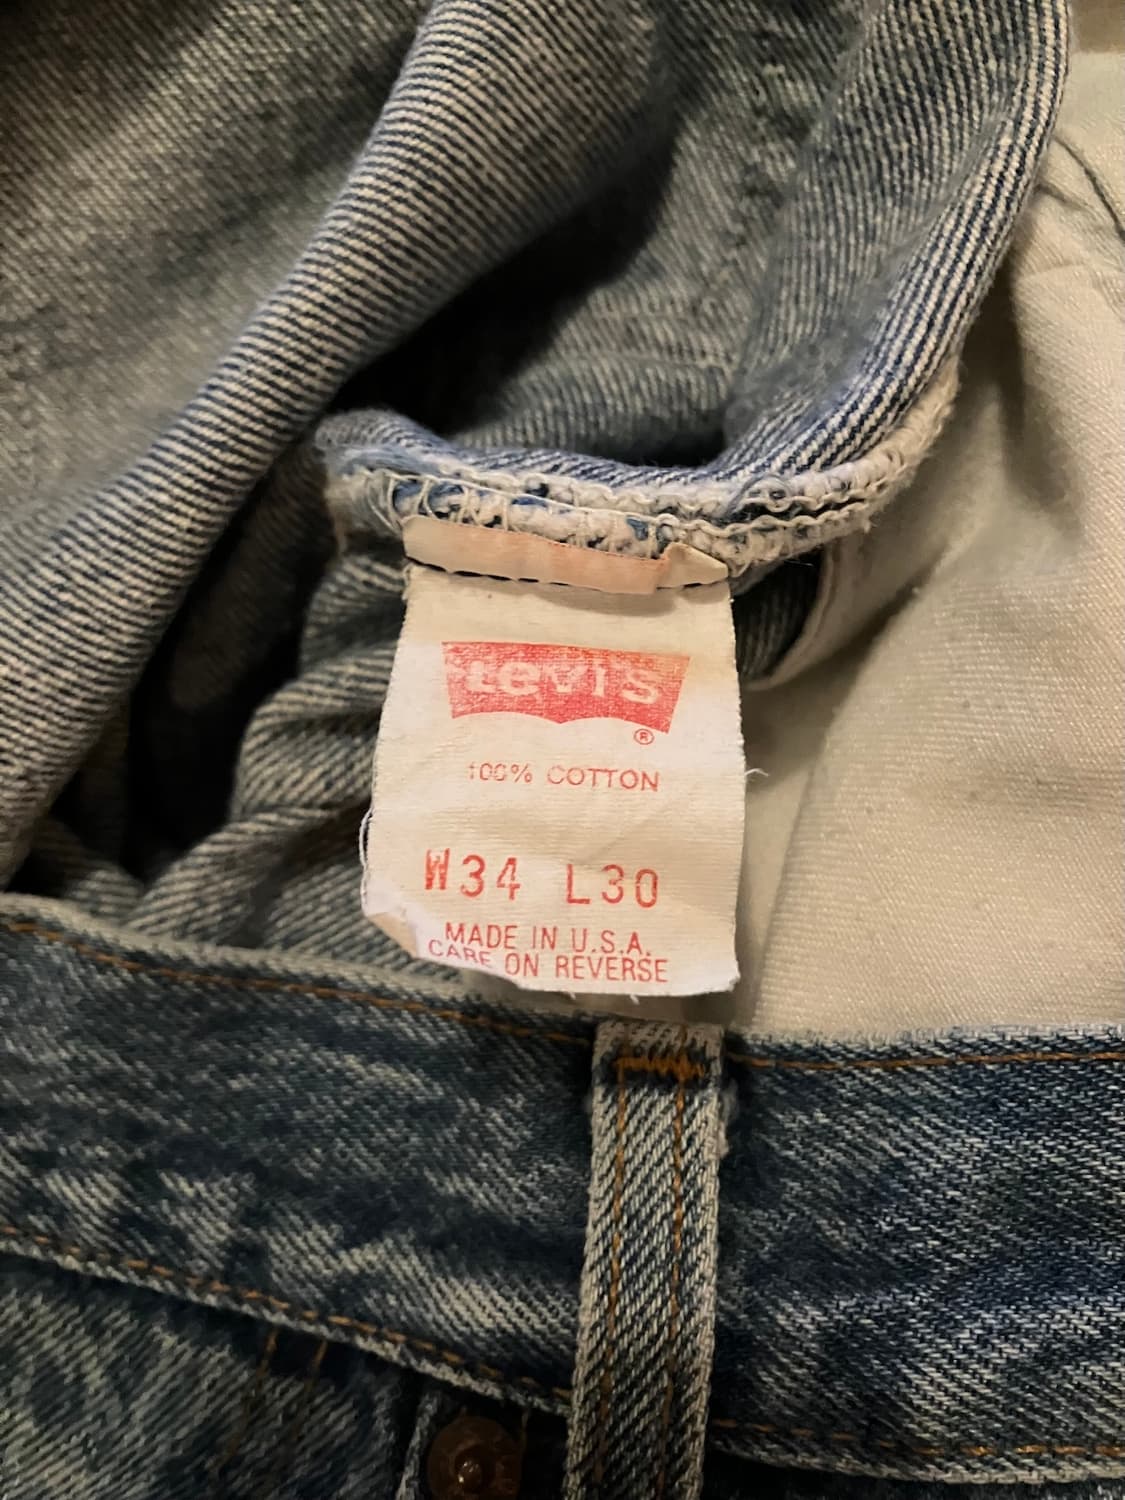 Levi's
®
100% COTTON
W34 L30
MADE IN U.S.A.
CARE ON REVERSE